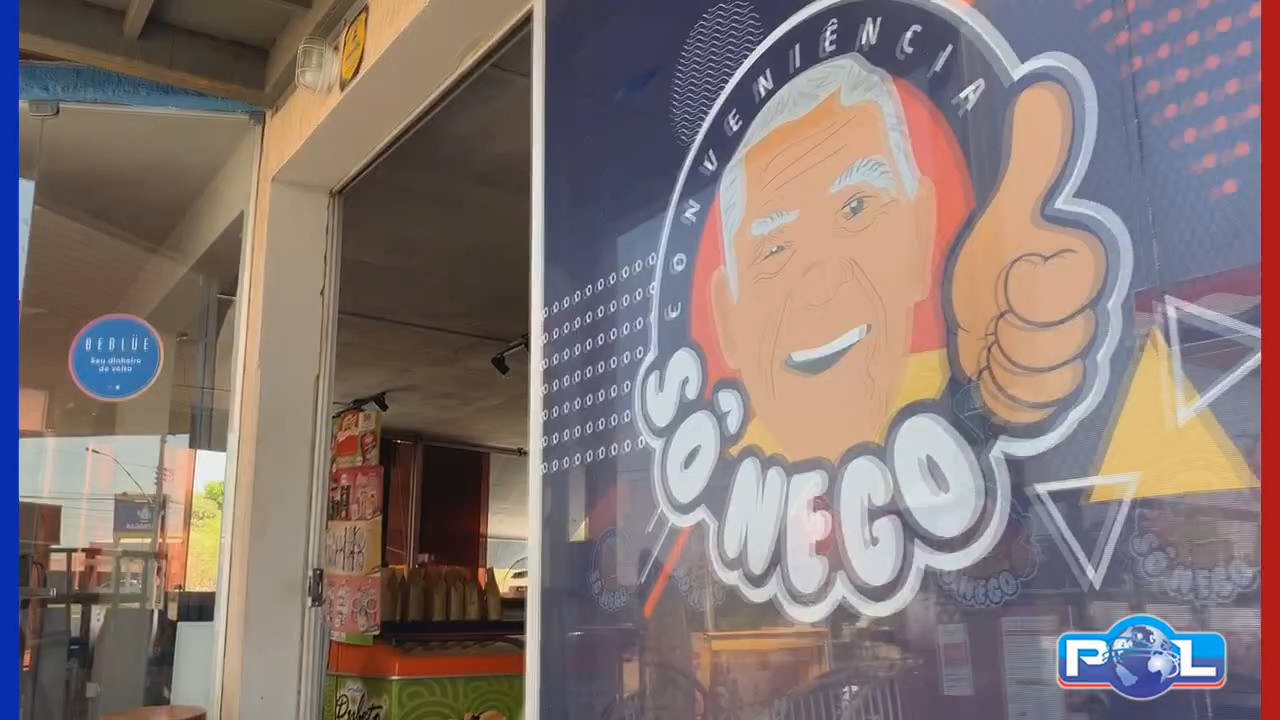 CONVENIÊNCIA
SÓ'NEGO
BEBLÜE
Seu dinheiro
de volta
POL